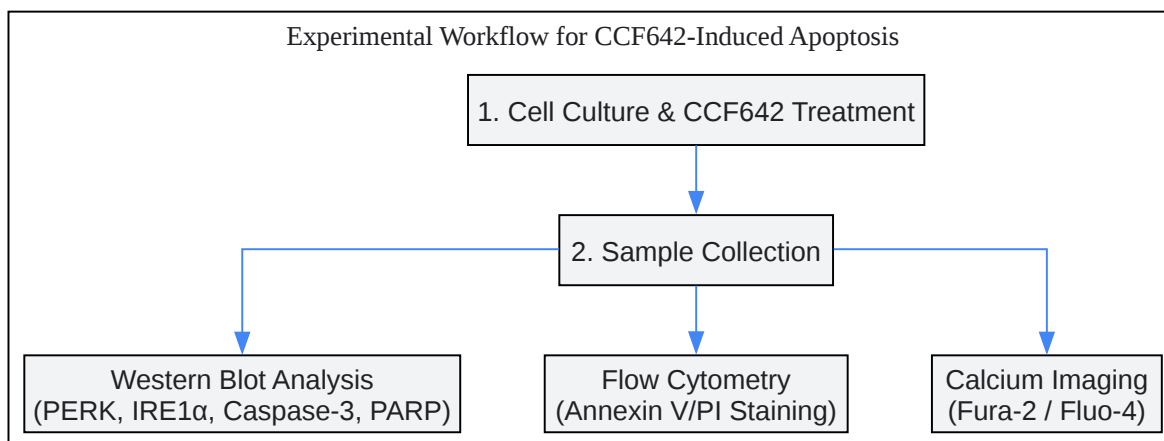 Experimental Workflow for CCF642-Induced Apoptosis
1. Cell Culture & CCF642 Treatment
2. Sample Collection
Western Blot Analysis
(PERK, IRE1α, Caspase-3, PARP)
Flow Cytometry
(Annexin V/PI Staining)
Calcium Imaging
(Fura-2 / Fluo-4)